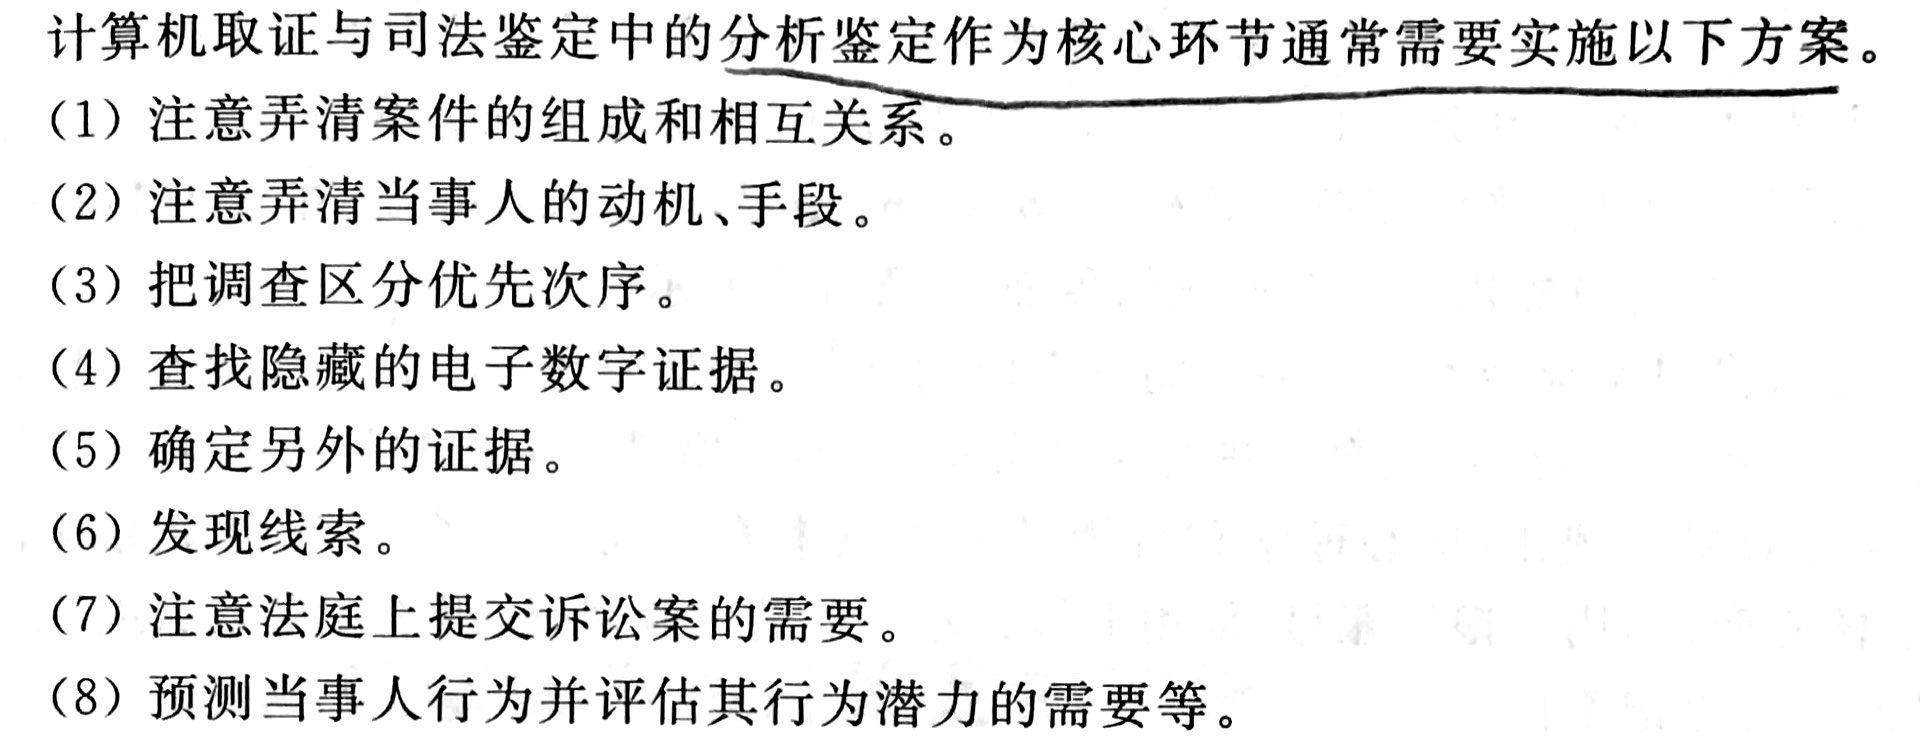 计算机取证与司法鉴定中的分析鉴定作为核心环节通常需要实施以下方案。
(1) 注意弄清案件的组成和相互关系。
(2) 注意弄清当事人的动机、手段。
(3) 把调查区分优先次序。
(4) 查找隐藏的电子数字证据。
(5) 确定另外的证据。
(6) 发现线索。
(7) 注意法庭上提交诉讼案的需要。
(8) 预测当事人行为并评估其行为潜力的需要等。